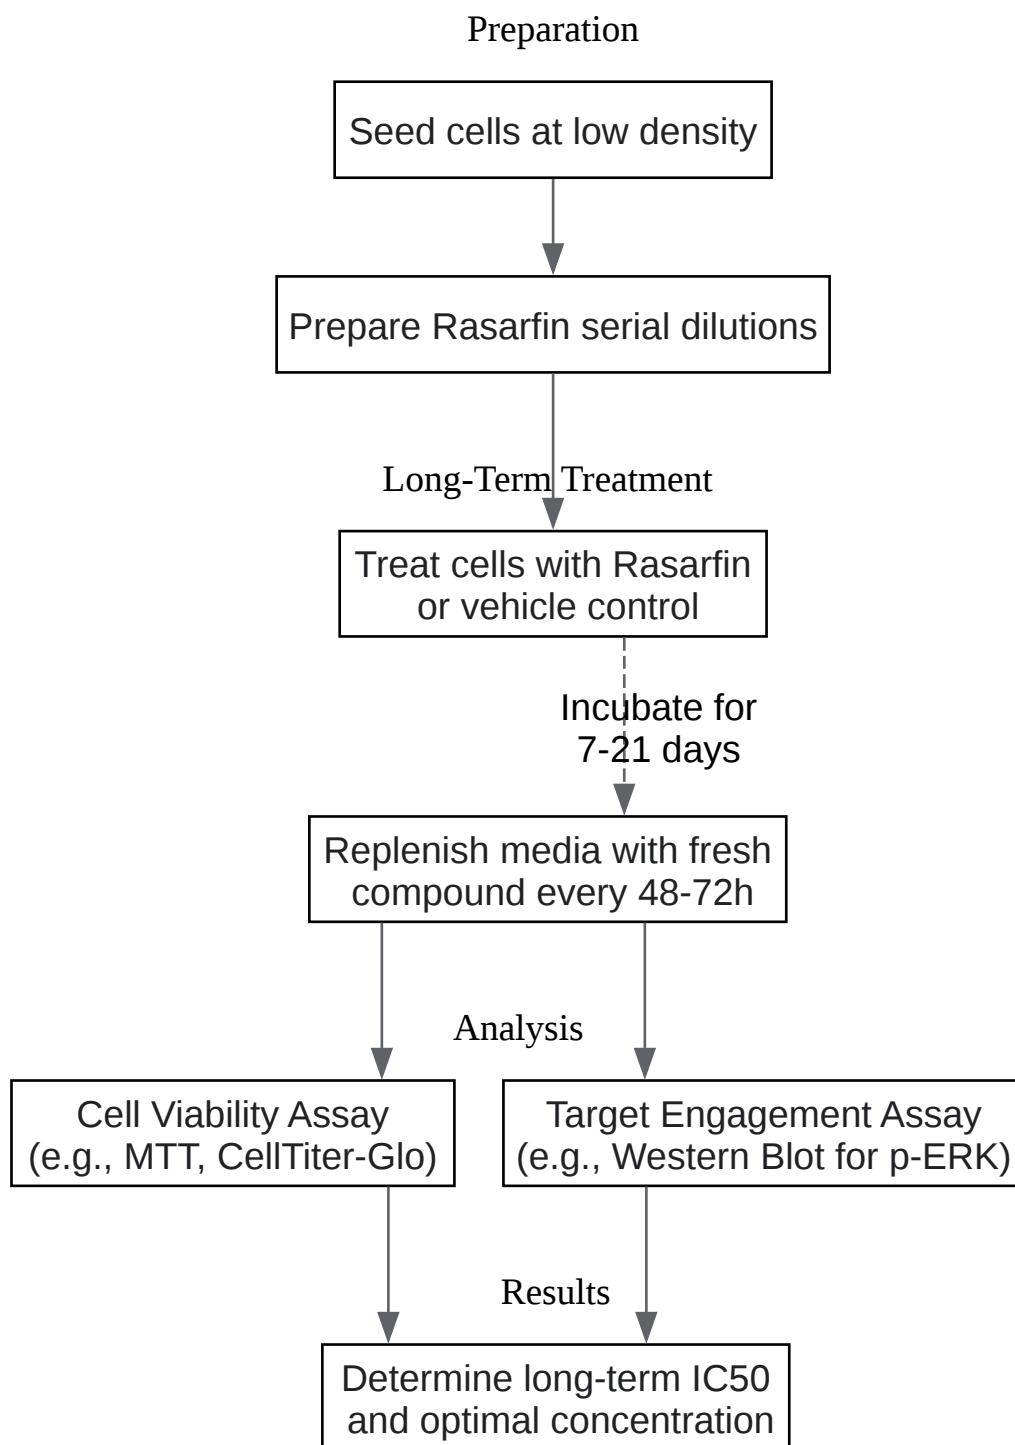 Preparation
Seed cells at low density
Prepare Rasarfin serial dilutions
Long-Term Treatment
Treat cells with Rasarfin
or vehicle control
Incubate for
7-21 days
Replenish media with fresh
compound every 48-72h
Analysis
Cell Viability Assay
(e.g., MTT, CellTiter-Glo)
Target Engagement Assay
(e.g., Western Blot for p-ERK)
Results
Determine long-term IC50
and optimal concentration